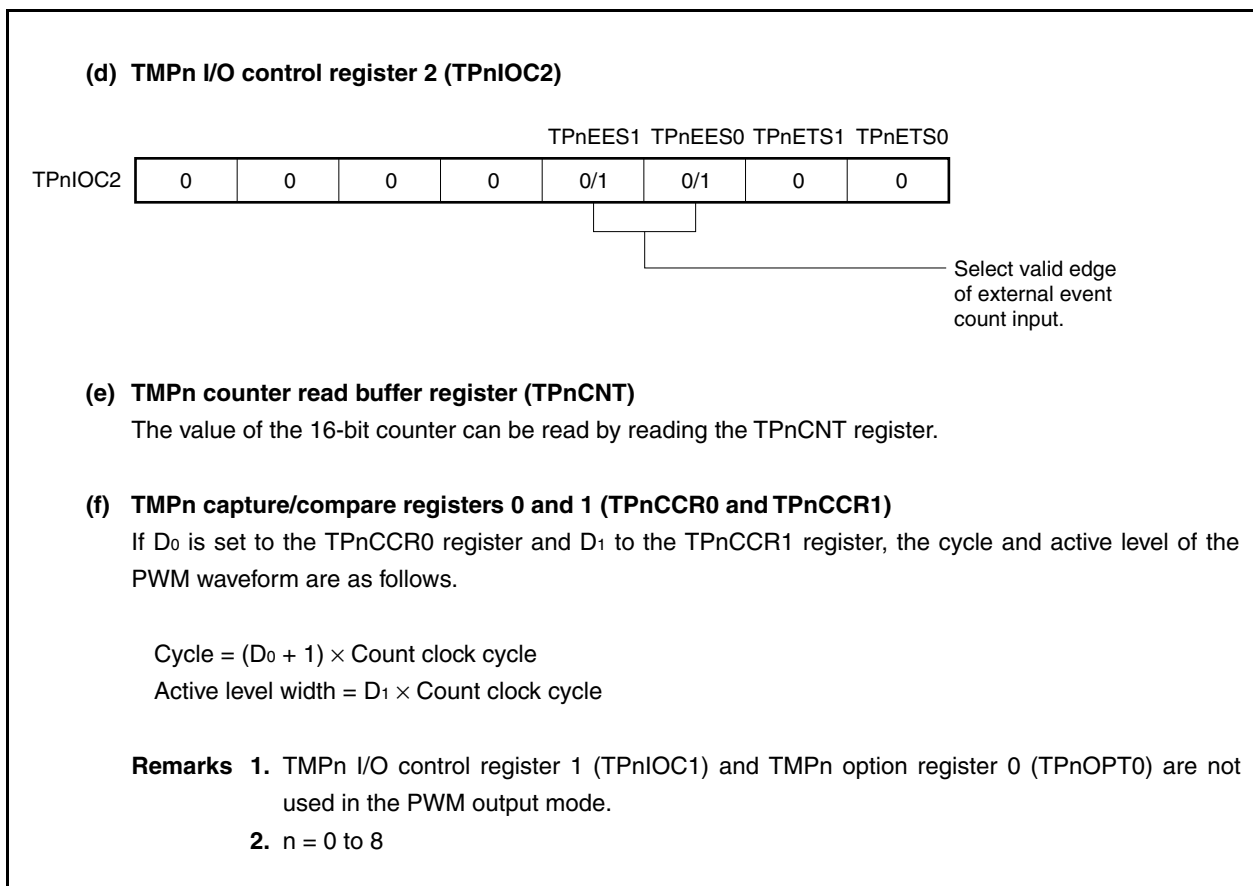 (d) TMPn I/O control register 2 (TPnIOC2)
TPnEES1 TPnEES0 TPnETS1 TPnETS0
TPnIOC2 0 0 0 0 0/1 0/1 0 0
Select valid edge
of external event
count input.
(e) TMPn counter read buffer register (TPnCNT)
The value of the 16-bit counter can be read by reading the TPnCNT register.
(f) TMPn capture/compare registers 0 and 1 (TPnCCR0 and TPnCCR1)
If D0 is set to the TPnCCR0 register and D1 to the TPnCCR1 register, the cycle and active level of the
PWM waveform are as follows.
Cycle = (D0 + 1) × Count clock cycle
Active level width = D1 × Count clock cycle
Remarks 1. TMPn I/O control register 1 (TPnIOC1) and TMPn option register 0 (TPnOPT0) are not
used in the PWM output mode.
2. n = 0 to 8